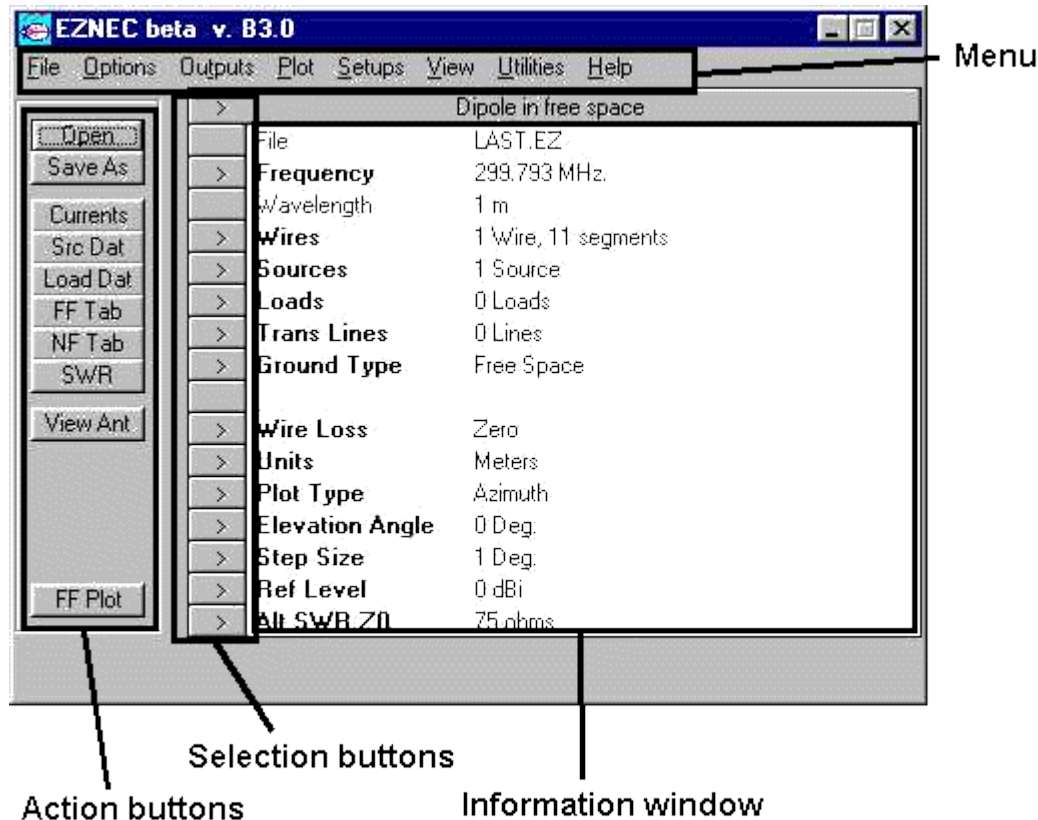 EZNEC beta v. B3.0
File Options Outputs Plot Setups View Utilities Help
Menu
> Dipole in free space
Open
Save As
Currents
Src Dat
Load Dat
FF Tab
NF Tab
SWR
View Ant
FF Plot
File LAST.EZ
> Frequency 299.793 MHz.
Wavelength 1 m
> Wires 1 Wire, 11 segments
> Sources 1 Source
> Loads 0 Loads
> Trans Lines 0 Lines
> Ground Type Free Space
> Wire Loss Zero
> Units Meters
> Plot Type Azimuth
> Elevation Angle 0 Deg.
> Step Size 1 Deg.
> Ref Level 0 dBi
> Alt SWR Z0 75 ohms
Selection buttons
Action buttons
Information window